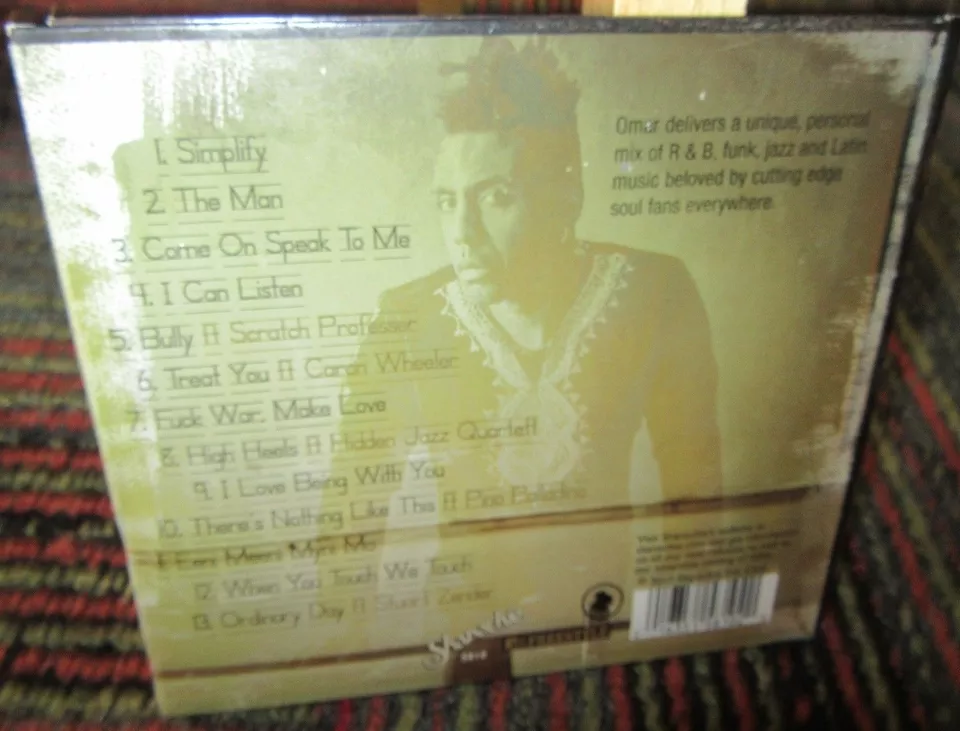 1. Simplify
2. The Man
3. Come On Speak To Me
4. I Can Listen
5. Bully ft Scratch Professer
6. Treat You ft Caron Wheeler
7. Fuck War, Make Love
8. High Heels ft Hidden Jazz Quartett
9. I Love Being With You
10. There's Nothing Like This ft Pino Palladino
Meets
12. When You Touch We Touch
13. Ordinary Day ft Stuart Zender
Omar delivers a unique, personal
mix of R & B, funk, jazz and Latin
music beloved by cutting edge
soul fans everywhere.
FREESTYLE